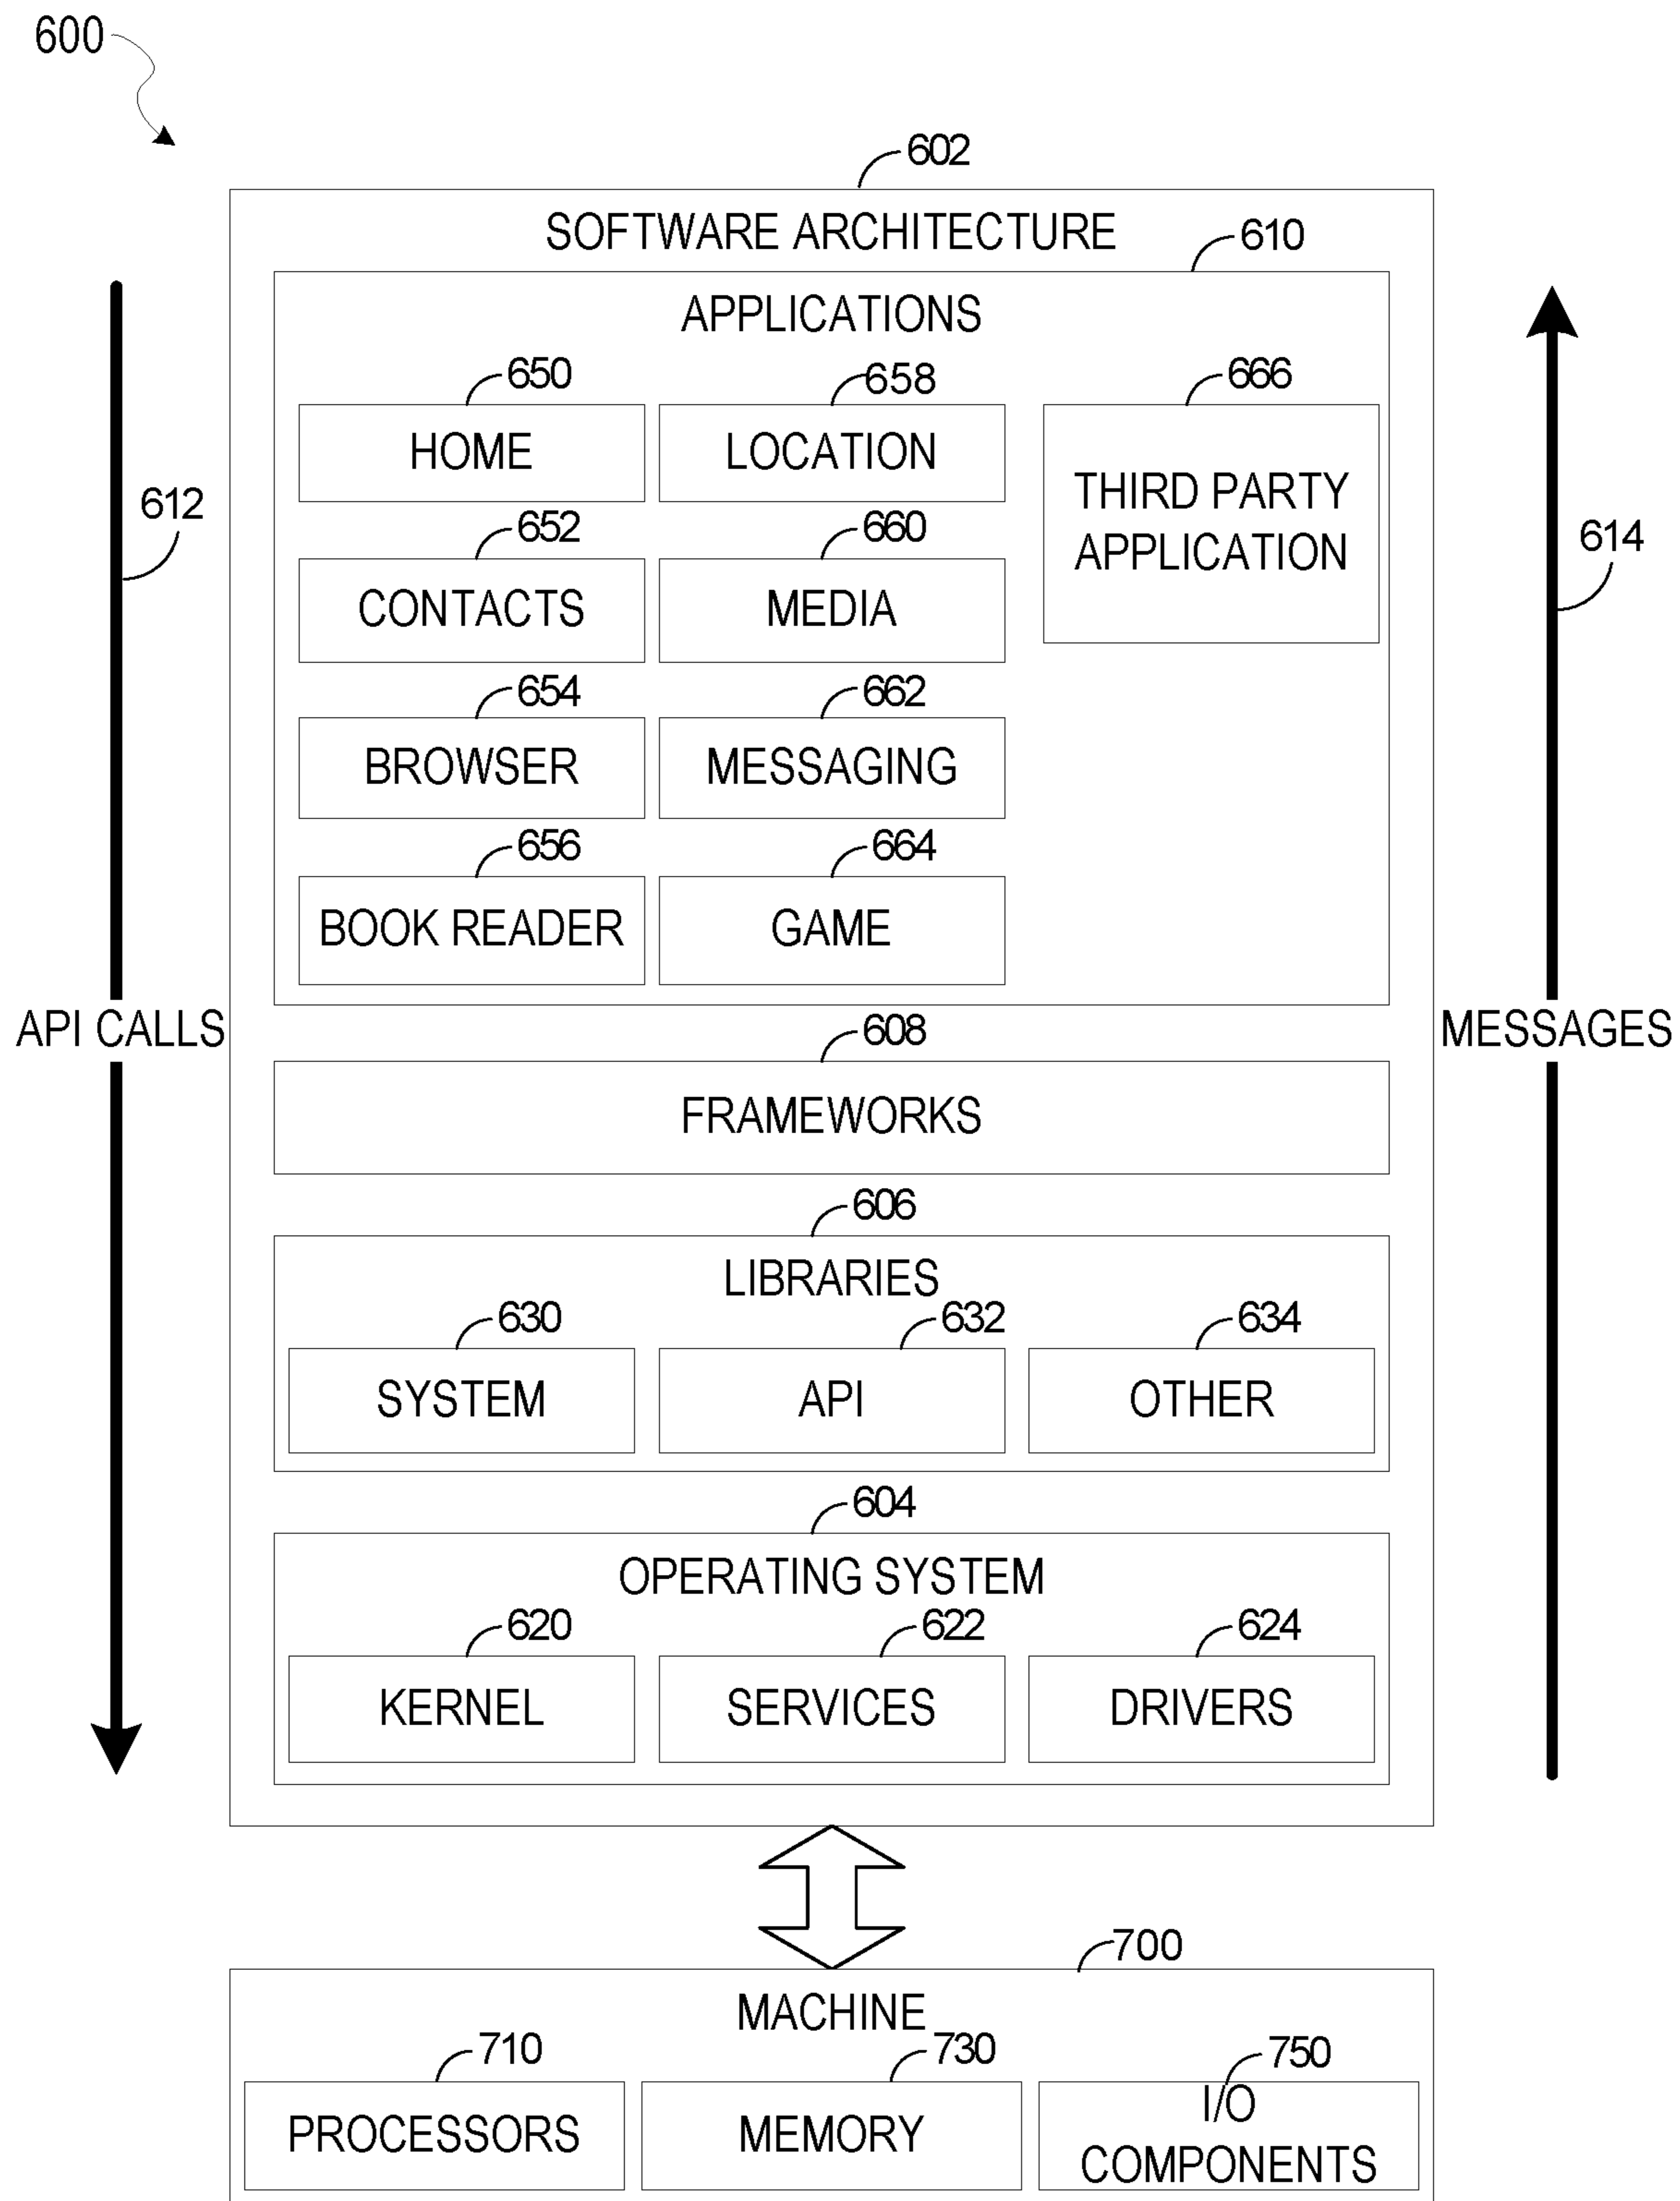 600
602
SOFTWARE ARCHITECTURE
610
APPLICATIONS
650
658
666
HOME
LOCATION
THIRD PARTY
APPLICATION
612
614
652
660
CONTACTS
MEDIA
654
662
BROWSER
MESSAGING
656
664
BOOK READER
GAME
API CALLS
MESSAGES
608
FRAMEWORKS
606
LIBRARIES
630
632
634
SYSTEM
API
OTHER
604
OPERATING SYSTEM
620
622
624
KERNEL
SERVICES
DRIVERS
700
MACHINE
710
730
750
PROCESSORS
MEMORY
I/O
COMPONENTS